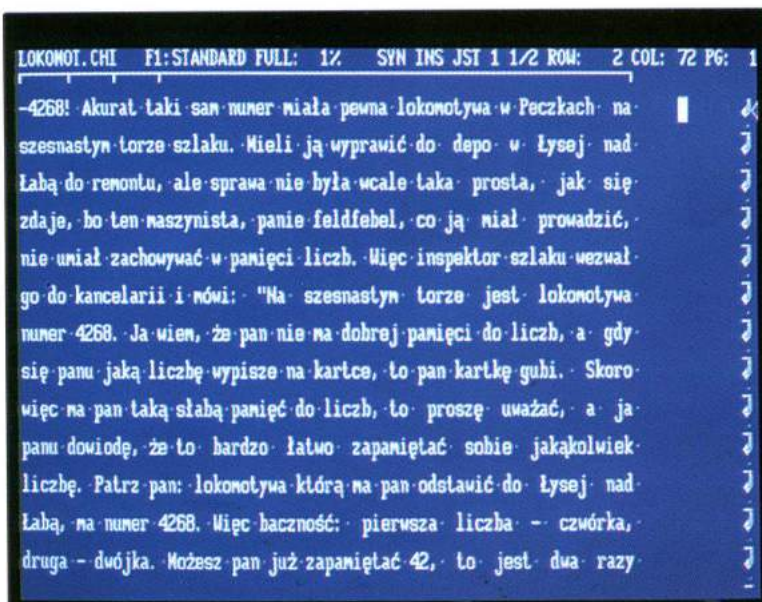 LOKOMOT.CHI F1:STANDARD FULL: 1% SYN INS JST 1 1/2 ROW: 2 COL: 72 PG: 1
-4268! Akurat taki sam numer miała pewna lokomotywa w Peczkach na
szesnastym torze szlaku. Mieli ją wyprawić do depo w Łysej nad
Łabą do remontu, ale sprawa nie była wcale taka prosta, jak się
zdaje, bo ten maszynista, panie feldfebel, co ją miał prowadzić,
nie umiał zachowywać w pamięci liczb. Więc inspektor szlaku wezwał
go do kancelarii i mówi: "Na szesnastym torze jest lokomotywa
numer 4268. Ja wiem, że pan nie ma dobrej pamięci do liczb, a gdy
się panu jaką liczbę wypisze na kartce, to pan kartkę gubi. Skoro
więc ma pan taką słabą pamięć do liczb, to proszę uważać, a ja
panu dowiodę, że to bardzo łatwo zapamiętać sobie jakąkolwiek
liczbę. Patrz pan: lokomotywa którą ma pan odstawić do Łysej nad
Łabą, ma numer 4268. Więc baczność: pierwsza liczba - czwórka,
druga - dwójka. Możesz pan już zapamiętać 42, to jest dwa razy